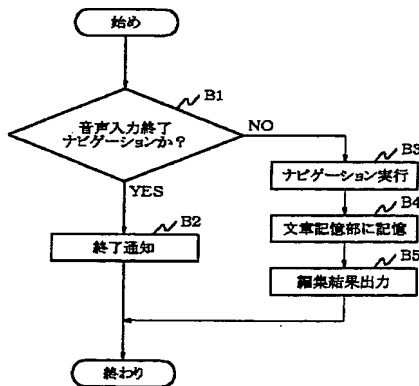 始め
B1
音声入力終了
ナビゲーションか?
NO
YES
B3
ナビゲーション実行
B4
文章記憶部に記憶
B2
終了通知
B5
編集結果出力
終わり